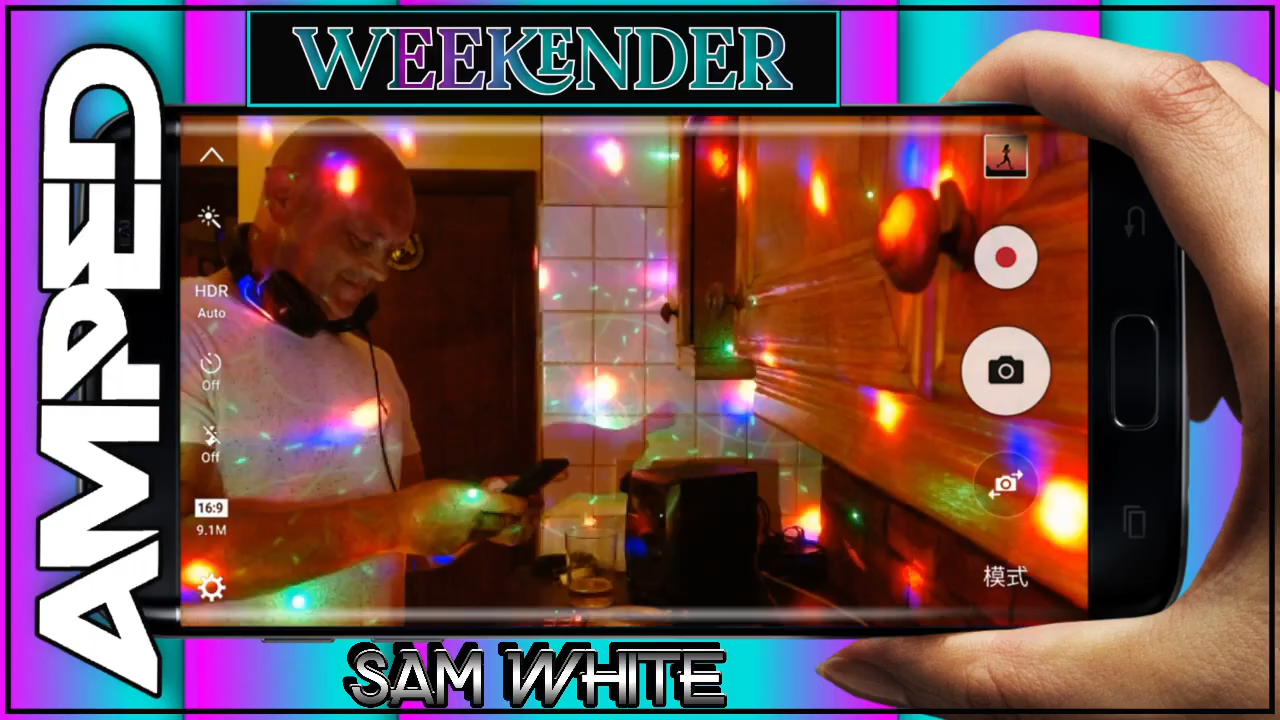 WEEKENDER
AMPED
HDR
Auto
Off
Off
16:9
9.1M
模式
SAM WHITE